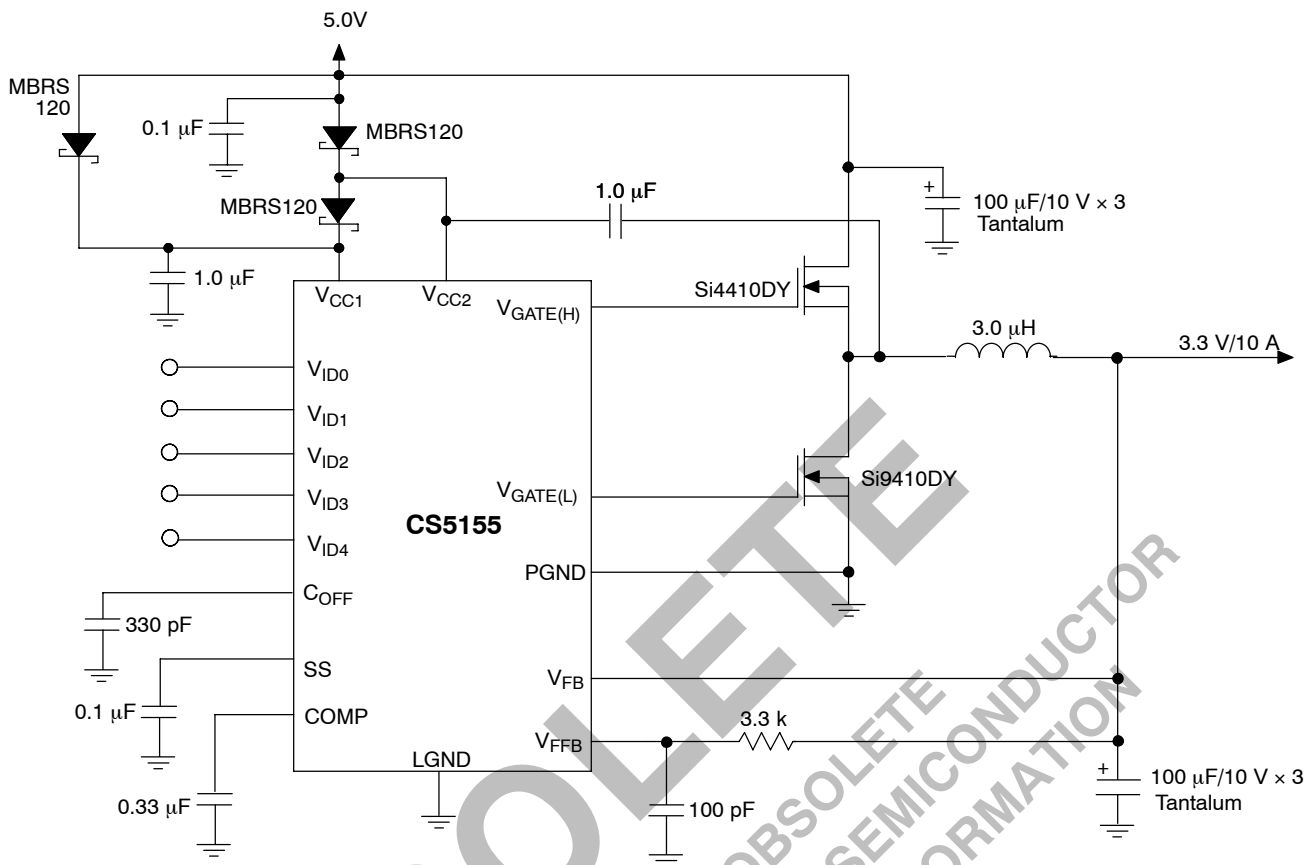 5.0V
MBRS
120
0.1 μF
MBRS120
MBRS120
1.0 μF
100 μF/10 V × 3
Tantalum
+
1.0 μF
VCC1
VCC2
VGATE(H)
Si4410DY
3.0 μH
3.3 V/10 A
VID0
VID1
VID2
VID3
VID4
VGATE(L)
Si9410DY
CS5155
PGND
COFF
330 pF
SS
VFB
0.1 μF
COMP
VFFB
3.3 k
LGND
0.33 μF
100 pF
+
100 μF/10 V × 3
Tantalum
OLETE
OBSOLETE
SEMICONDUCTOR
ORMATION